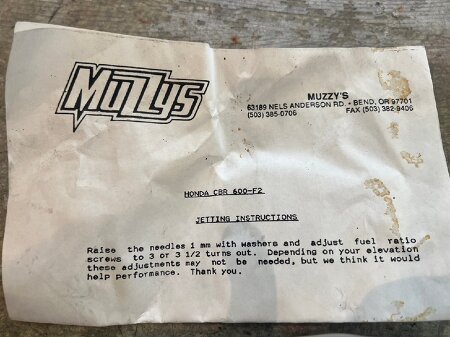 Muzzys
MUZZY'S
63189 NELS ANDERSON RD. • BEND, OR 97701
(503) 385-0706 FAX (503) 382-9406
HONDA CBR 600-F2
JETTING INSTRUCTIONS
Raise the needles 1 mm with washers and adjust fuel ratio
screws to 3 or 3 1/2 turns out. Depending on your elevation
these adjustments may not be needed, but we think it would
help performance. Thank you.